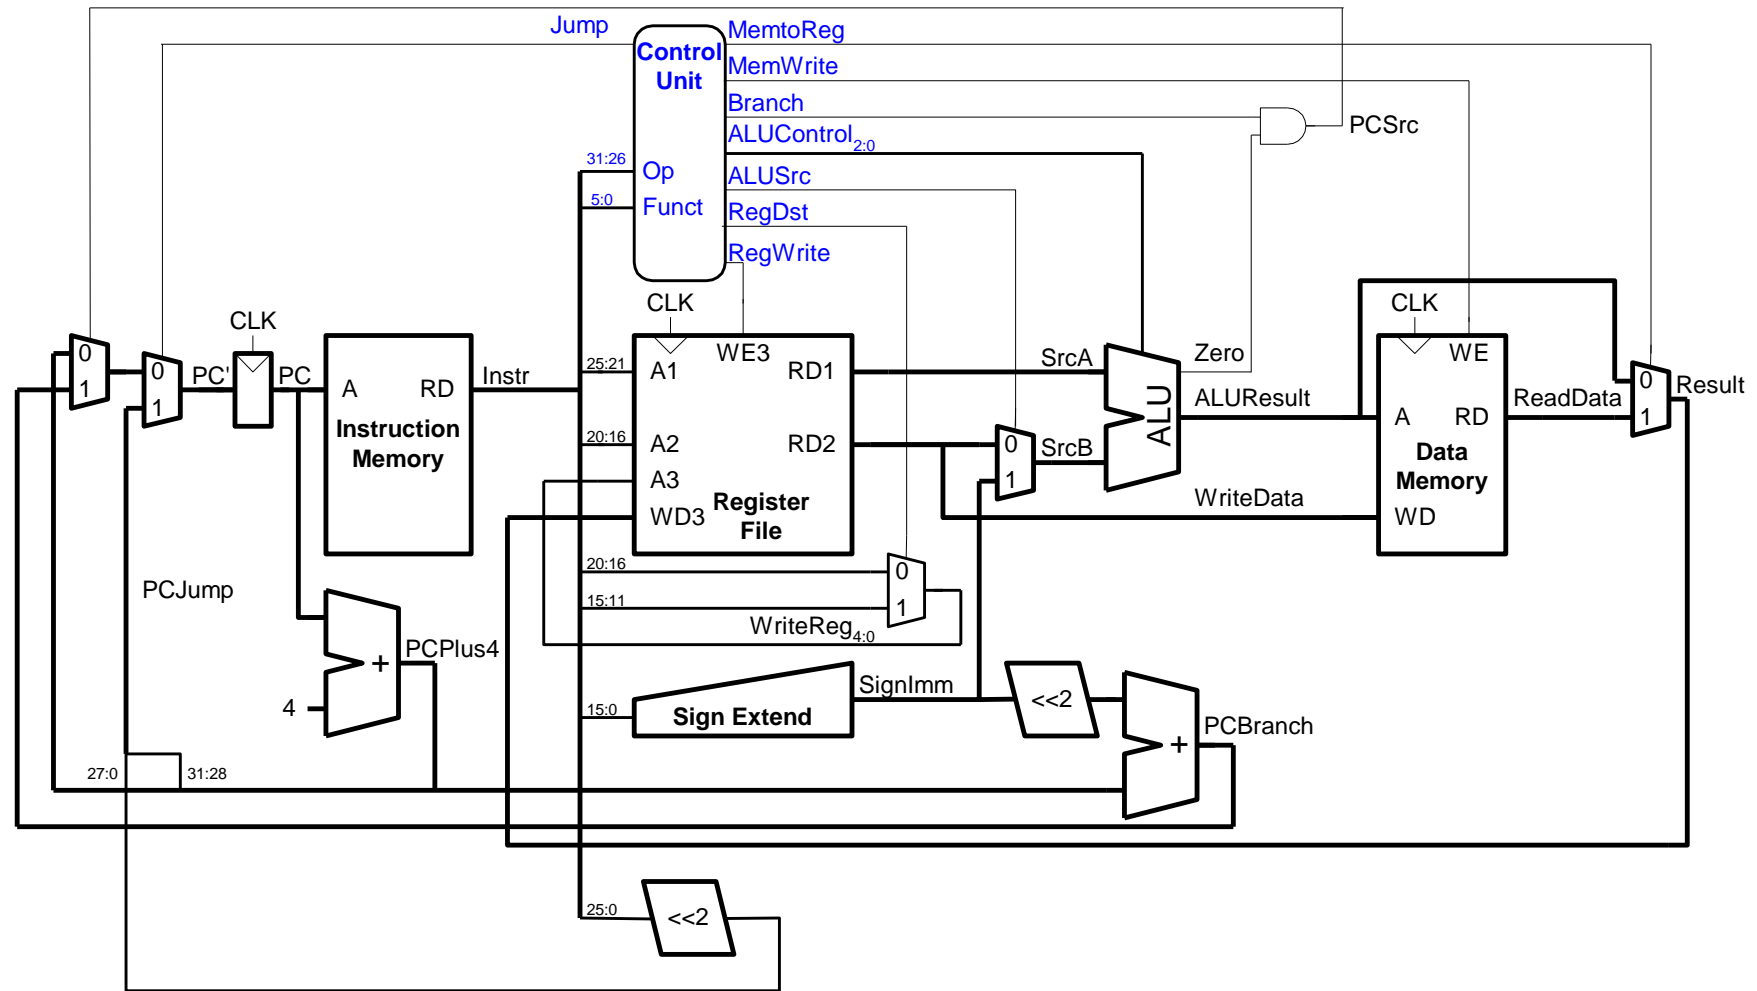 Jump
Control
Unit
MemtoReg
MemWrite
Branch
ALUControl2:0
ALUSrc
RegDst
RegWrite
31:26
Op
5:0
Funct
PCSrc
CLK
0
1
0
1
PC'
CLK
PC
A
RD
Instruction
Memory
Instr
25:21
20:16
A1
A2
A3
WD3
WE3
RD1
RD2
Register
File
SrcA
0
1
SrcB
ALU
Zero
ALUResult
WriteData
CLK
WE
A
RD
Data
Memory
WD
ReadData
0
1
Result
PCJump
20:16
15:11
0
1
WriteReg4:0
PCPlus4
+
4
15:0
Sign Extend
SignImm
<<2
+
PCBranch
27:0
31:28
25:0
<<2